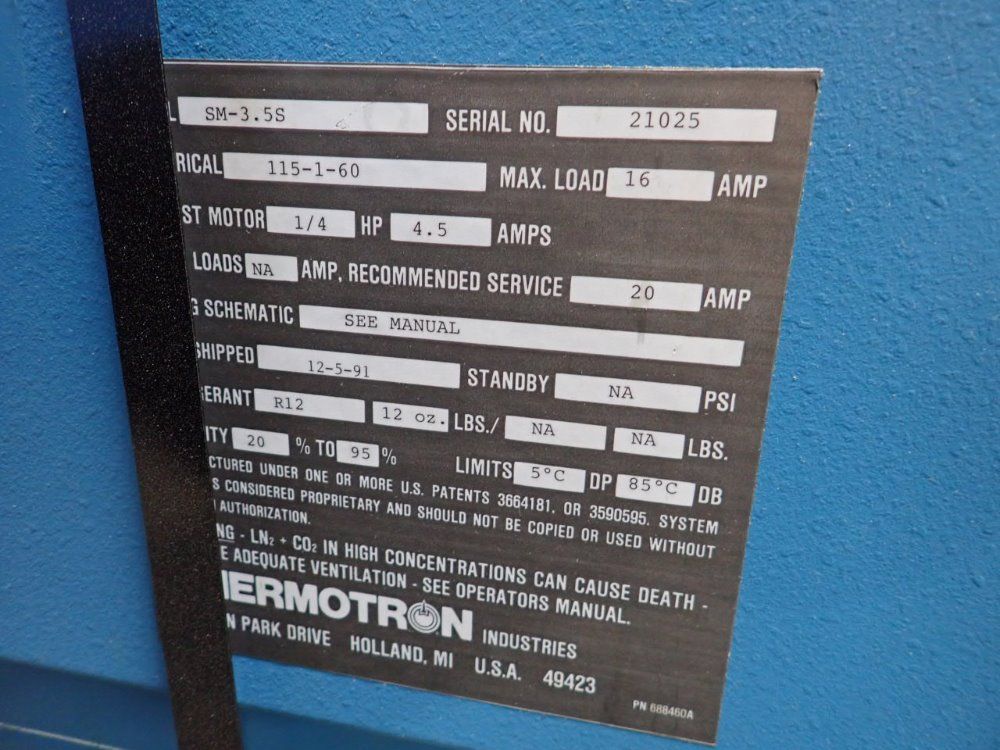 L SM-3.5S SERIAL NO. 21025
RICAL 115-1-60 MAX. LOAD 16 AMP
ST MOTOR 1/4 HP 4.5 AMPS
LOADS NA AMP, RECOMMENDED SERVICE 20 AMP
G SCHEMATIC SEE MANUAL
SHIPPED 12-5-91 STANDBY NA PSI
ERANT R12 12 oz. LBS./ NA NA LBS.
ITY 20 % TO 95 % LIMITS 5°C DP 85°C DB
CTURED UNDER ONE OR MORE U.S. PATENTS 3664181, OR 3590595. SYSTEM
S CONSIDERED PROPRIETARY AND SHOULD NOT BE COPIED OR USED WITHOUT
AUTHORIZATION.
NG - LN₂ + CO₂ IN HIGH CONCENTRATIONS CAN CAUSE DEATH -
E ADEQUATE VENTILATION - SEE OPERATORS MANUAL.
HERMOTRON INDUSTRIES
N PARK DRIVE HOLLAND, MI U.S.A. 49423
PN 688460A